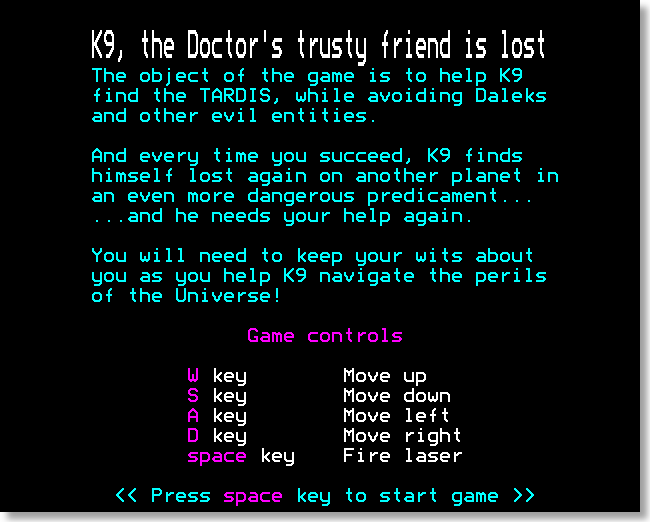 K9, the Doctor's trusty friend is lost
The object of the game is to help K9
find the TARDIS, while avoiding Daleks
and other evil entities.
And every time you succeed, K9 finds
himself lost again on another planet in
an even more dangerous predicament...
...and he needs your help again.
You will need to keep your wits about
you as you help K9 navigate the perils
of the Universe!
Game controls
W key Move up
S key Move down
A key Move left
D key Move right
space key Fire laser
<< Press space key to start game >>